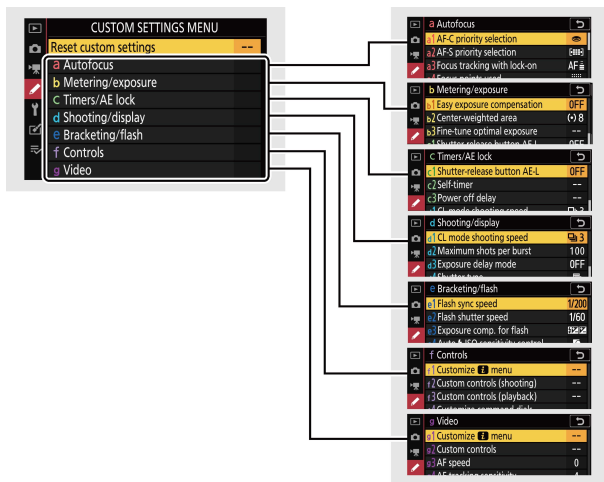 CUSTOM SETTINGS MENU
Reset custom settings --
a Autofocus
b Metering/exposure
c Timers/AE lock
d Shooting/display
e Bracketing/flash
f Controls
g Video
a Autofocus
a1 AF-C priority selection
a2 AF-S priority selection
a3 Focus tracking with lock-on AF
b Metering/exposure
b1 Easy exposure compensation OFF
b2 Center-weighted area (•) 8
b3 Fine-tune optimal exposure --
c Timers/AE lock
c1 Shutter-release button AE-L OFF
c2 Self-timer --
c3 Power off delay --
d Shooting/display
d1 CL mode shooting speed 3
d2 Maximum shots per burst 100
d3 Exposure delay mode OFF
e Bracketing/flash
e1 Flash sync speed 1/200
e2 Flash shutter speed 1/60
e3 Exposure comp. for flash
f Controls
f1 Customize i menu --
f2 Custom controls (shooting) --
f3 Custom controls (playback) --
g Video
g1 Customize i menu --
g2 Custom controls --
g3 AF speed 0